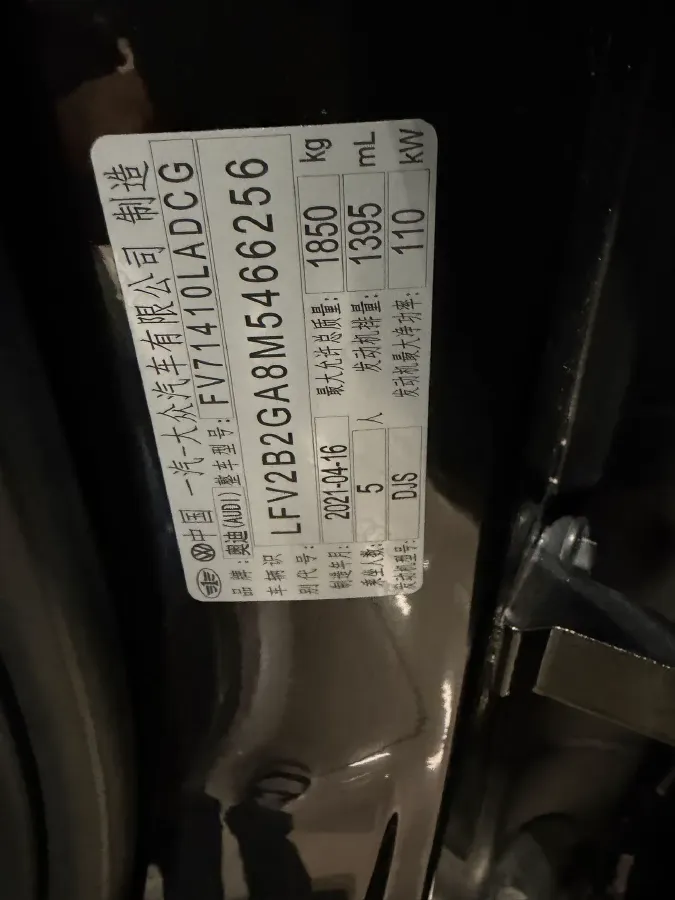 中国 一汽-大众汽车有限公司 制造
品牌:奥迪(AUDI) 整车型号: FV71410LADCG
车辆识别代号: LFV2B2GA8M5466256
制造年月: 2021-04-16 最大允许总质量: 1850 kg
乘坐人数: 5 人 发动机排量: 1395 mL
发动机型号: DJS 发动机最大净功率: 110 kW